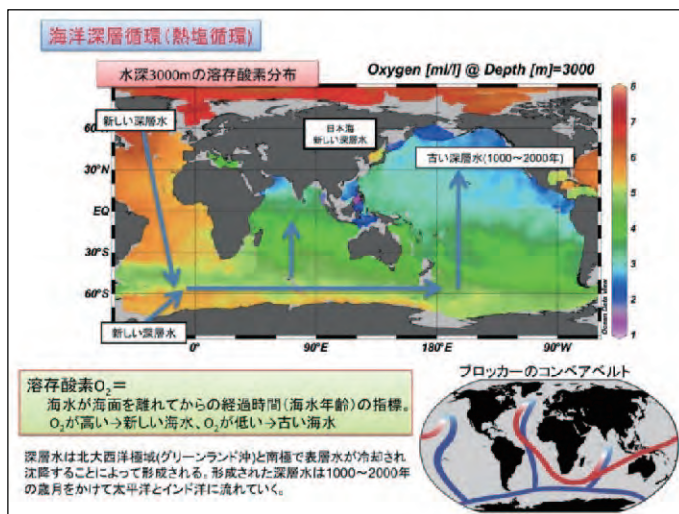 海洋深層循環(熱塩循環)
水深3000mの溶存酸素分布
Oxygen [ml/l] @ Depth [m]=3000
新しい深層水
日本海
新しい深層水
古い深層水(1000~2000年)
60°
30°N
EQ
30°S
60°S
新しい深層水
0°
90°E
180°E
90°W
8
7
6
5
4
3
2
1
Ocean Data View
溶存酸素O₂=
海水が海面を離れてからの経過時間(海水年齢)の指標。
O₂が高い→新しい海水、O₂が低い→古い海水
ブロッカーのコンベアベルト
深層水は北大西洋極域(グリーンランド沖)と南極で表層水が冷却され
沈降することによって形成される。形成された深層水は1000~2000年
の歳月をかけて太平洋とインド洋に流れていく。